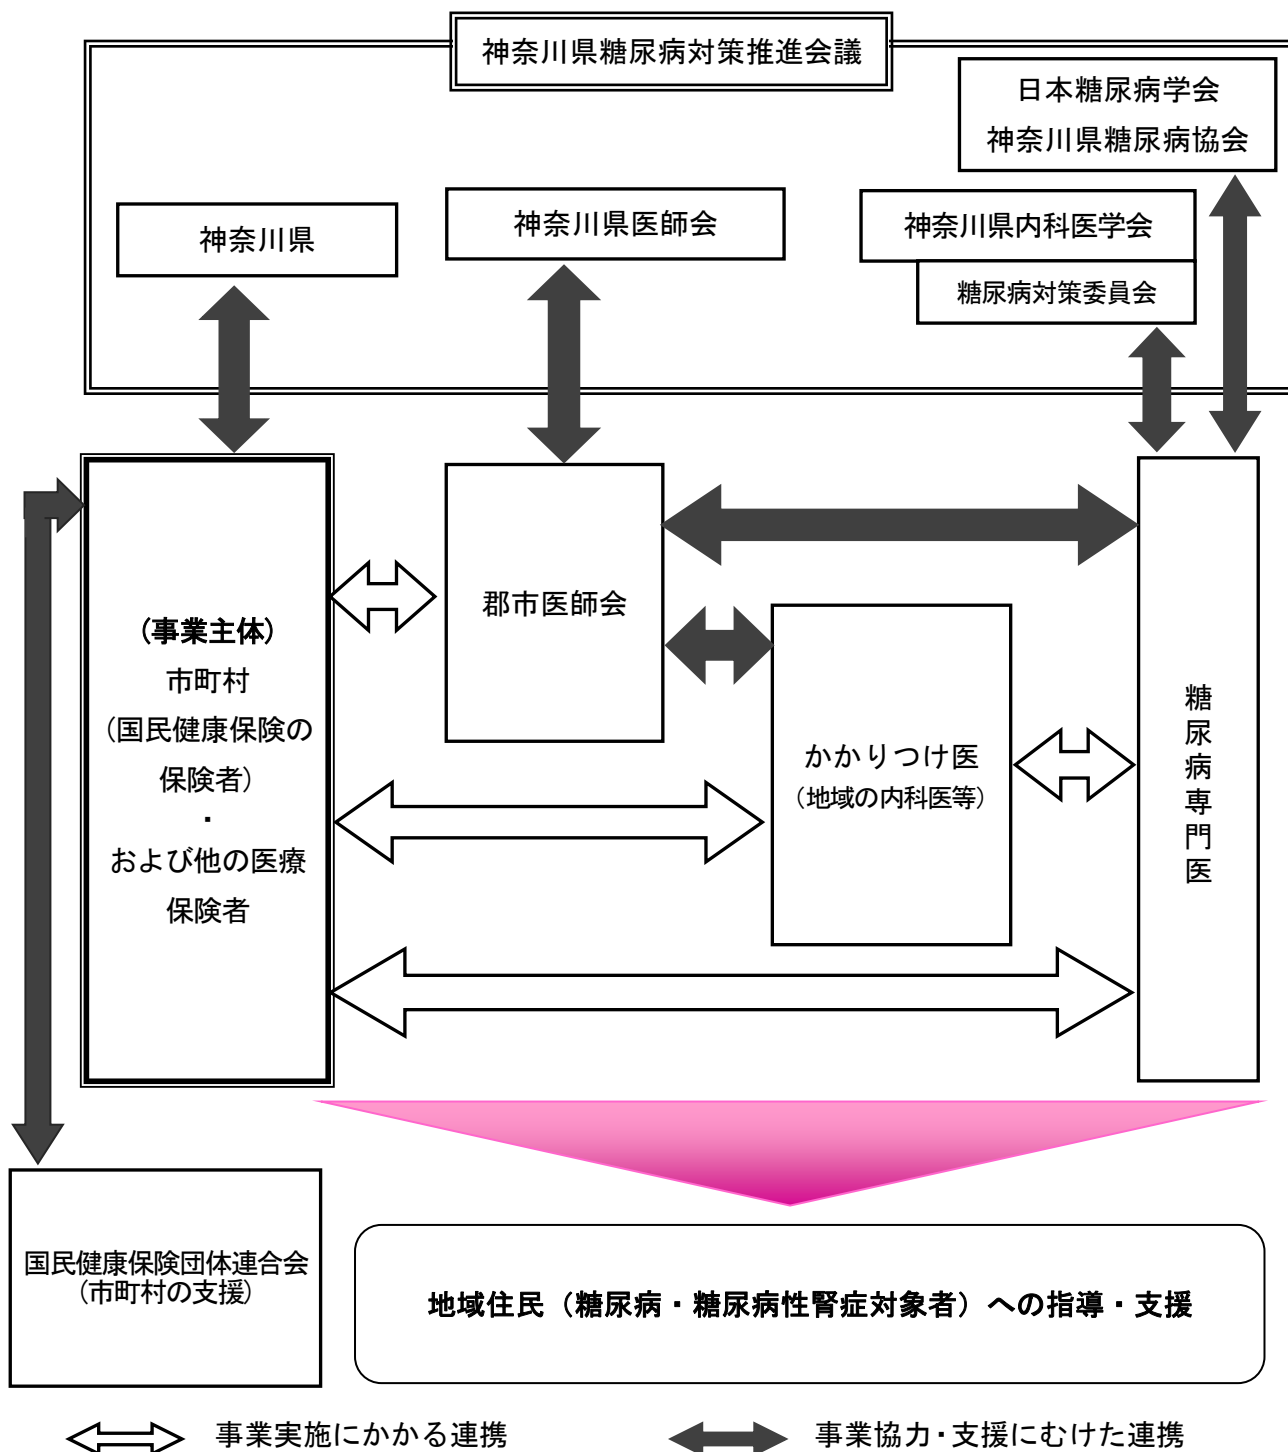 神奈川県糖尿病対策推進会議
日本糖尿病学会
神奈川県糖尿病協会
神奈川県
神奈川県医師会
神奈川県内科医学会
糖尿病対策委員会
(事業主体)
市町村
(国民健康保険の
保険者)
・
および他の医療
保険者
郡市医師会
かかりつけ医
(地域の内科医等)
糖尿病専門医
国民健康保険団体連合会
(市町村の支援)
地域住民(糖尿病・糖尿病性腎症対象者)への指導・支援
事業実施にかかる連携
事業協力・支援にむけた連携